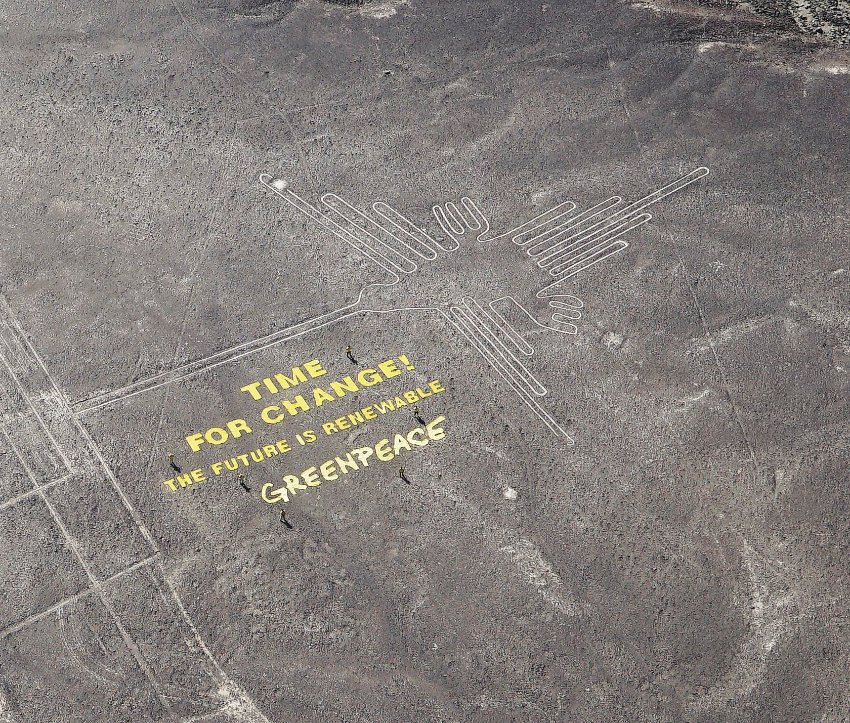 TIME
FOR CHANGE!
THE FUTURE IS RENEWABLE
GREENPEACE